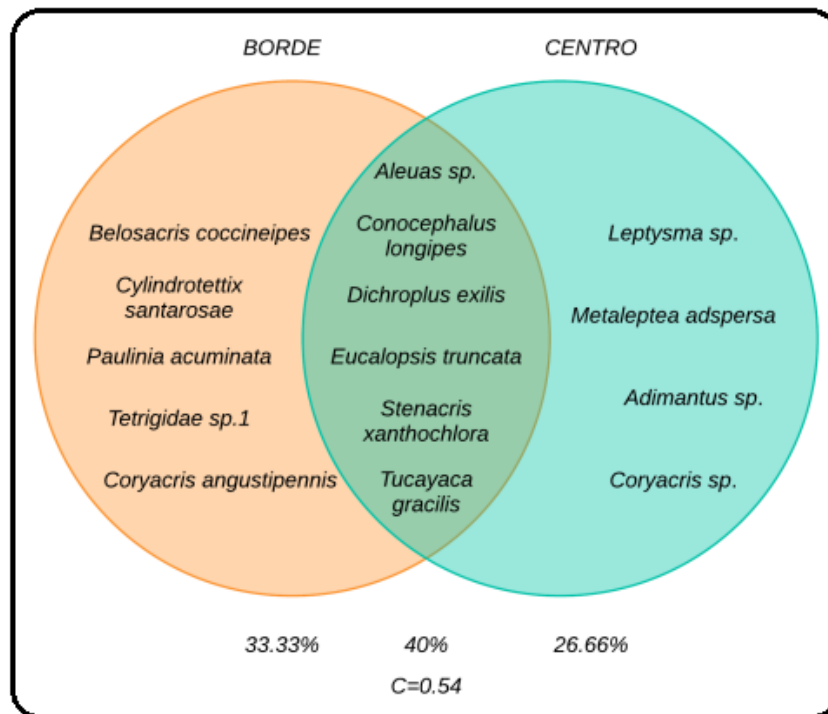 BORDE
CENTRO
Belosacris coccineipes
Cylindrotettix
santarosae
Paulinia acuminata
Tetrigidae sp.1
Coryacris angustipennis
Aleuas sp.
Conocephalus
longipes
Dichroplus exilis
Eucalopsis truncata
Stenacris
xanthochlora
Tucayaca
gracilis
Leptysma sp.
Metaleptea adspersa
Adimantus sp.
Coryacris sp.
33.33%
40%
26.66%
C=0.54